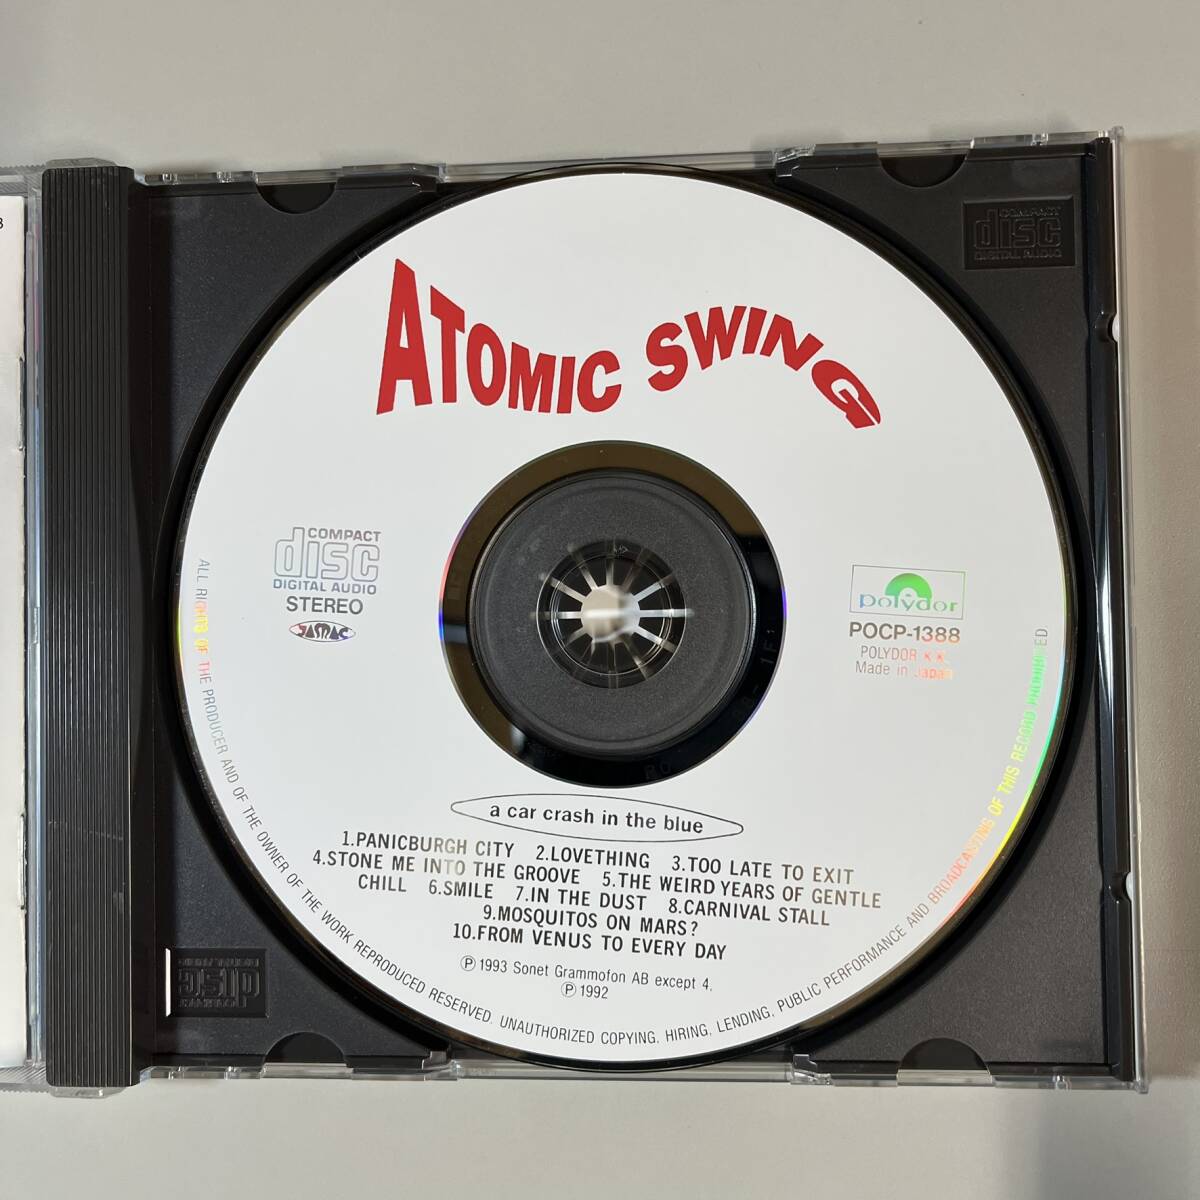 ATOMIC SWING
COMPACT
disc
DIGITAL AUDIO
STEREO
JASRAC
polydor
POCP-1388
POLYDOR K.K.
Made in Japan
a car crash in the blue
1.PANICBURGH CITY 2.LOVETHING 3.TOO LATE TO EXIT
4.STONE ME INTO THE GROOVE 5.THE WEIRD YEARS OF GENTLE
CHILL 6.SMILE 7.IN THE DUST 8.CARNIVAL STALL
9.MOSQUITOS ON MARS?
10.FROM VENUS TO EVERY DAY
Ⓟ 1993 Sonet Grammofon AB except 4.
Ⓟ 1992
ALL RIGHTS OF THE PRODUCER AND OF THE OWNER OF THE WORK REPRODUCED RESERVED. UNAUTHORIZED COPYING, HIRING, LENDING, PUBLIC PERFORMANCE AND BROADCASTING OF THIS RECORD PROHIBITED
COMPACT
disc
DIGITAL AUDIO
COMPACT
disc
DIGITAL AUDIO